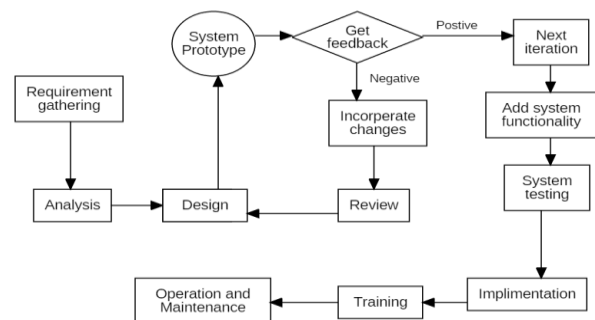 System
Prototype
Get
feedback
Postive
Next
iteration
Negative
Requirement
gathering
Incorperate
changes
Add system
functionality
Analysis
Design
Review
System
testing
Operation and
Maintenance
Training
Implimentation